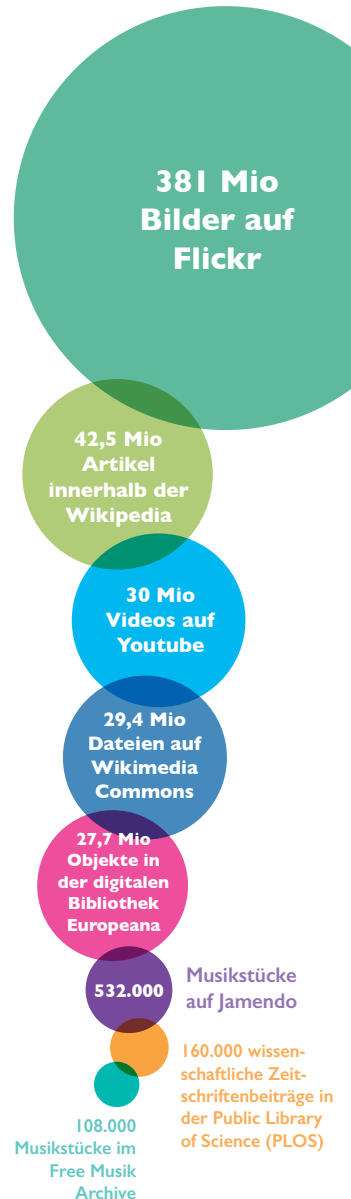 381 Mio
Bilder auf
Flickr
42,5 Mio
Artikel
innerhalb der
Wikipedia
30 Mio
Videos auf
Youtube
29,4 Mio
Dateien auf
Wikimedia
Commons
27,7 Mio
Objekte in
der digitalen
Bibliothek
Europeana
532.000
Musikstücke
auf Jamendo
160.000 wissen-
schaftliche Zeit-
schriftenbeiträge in
der Public Library
of Science (PLOS)
108.000
Musikstücke im
Free Musik
Archive